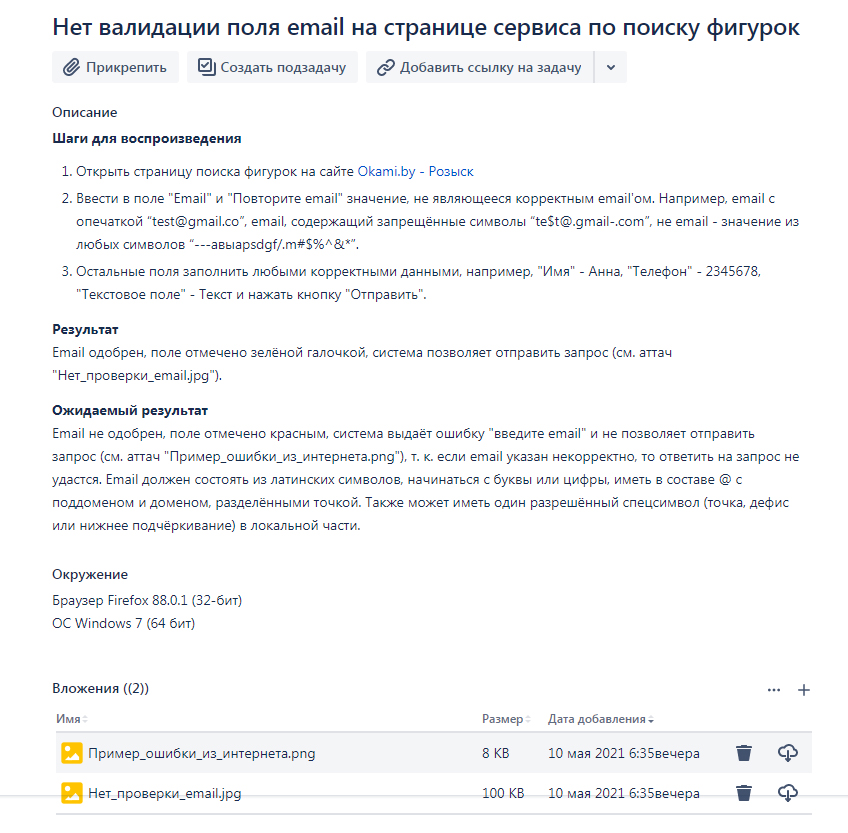 Нет валидации поля email на странице сервиса по поиску фигурок
Прикрепить Создать подзадачу Добавить ссылку на задачу
Описание
Шаги для воспроизведения
1. Открыть страницу поиска фигурок на сайте Okami.by - Розыск
2. Ввести в поле "Email" и "Повторите email" значение, не являющееся корректным email'ом. Например, email с
опечаткой “test@gmail.co”, email, содержащий запрещённые символы “te$t@.gmail-.com”, не email - значение из
любых символов “---авыарsdgf/.m#$%^&*”.
3. Остальные поля заполнить любыми корректными данными, например, "Имя" - Анна, "Телефон" - 2345678,
"Текстовое поле" - Текст и нажать кнопку "Отправить".
Результат
Email одобрен, поле отмечено зелёной галочкой, система позволяет отправить запрос (см. аттач
"Нет_проверки_email.jpg").
Ожидаемый результат
Email не одобрен, поле отмечено красным, система выдаёт ошибку "введите email" и не позволяет отправить
запрос (см. аттач "Пример_ошибки_из_интернета.png"), т. к. если email указан некорректно, то ответить на запрос не
удастся. Email должен состоять из латинских символов, начинаться с буквы или цифры, иметь в составе @ с
поддоменом и доменом, разделёнными точкой. Также может иметь один разрешённый спецсимвол (точка, дефис
или нижнее подчёркивание) в локальной части.
Окружение
Браузер Firefox 88.0.1 (32-бит)
ОС Windows 7 (64 бит)
Вложения ((2))
Имя Размер Дата добавления
Пример_ошибки_из_интернета.png 8 KB 10 мая 2021 6:35вечера
Нет_проверки_email.jpg 100 KB 10 мая 2021 6:35вечера